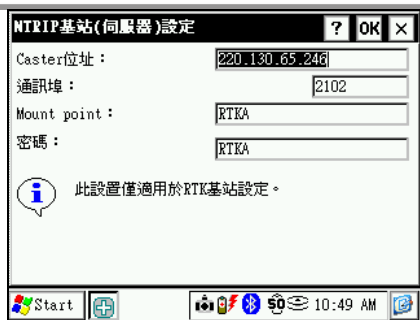 NTRIP基站(伺服器)設定 ? OK ×
Caster位址： 220.130.65.246
通訊埠： 2102
Mount point： RTKA
密碼： RTKA
此設置僅適用於RTK基站設定。
Start 50 10:49 AM